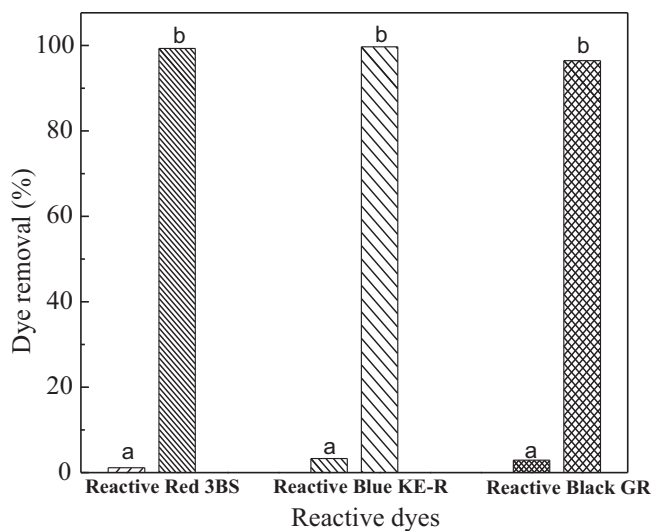 100
80
60
40
20
0
Dye removal (%)
a
b
a
b
a
b
Reactive Red 3BS
Reactive Blue KE-R
Reactive Black GR
Reactive dyes